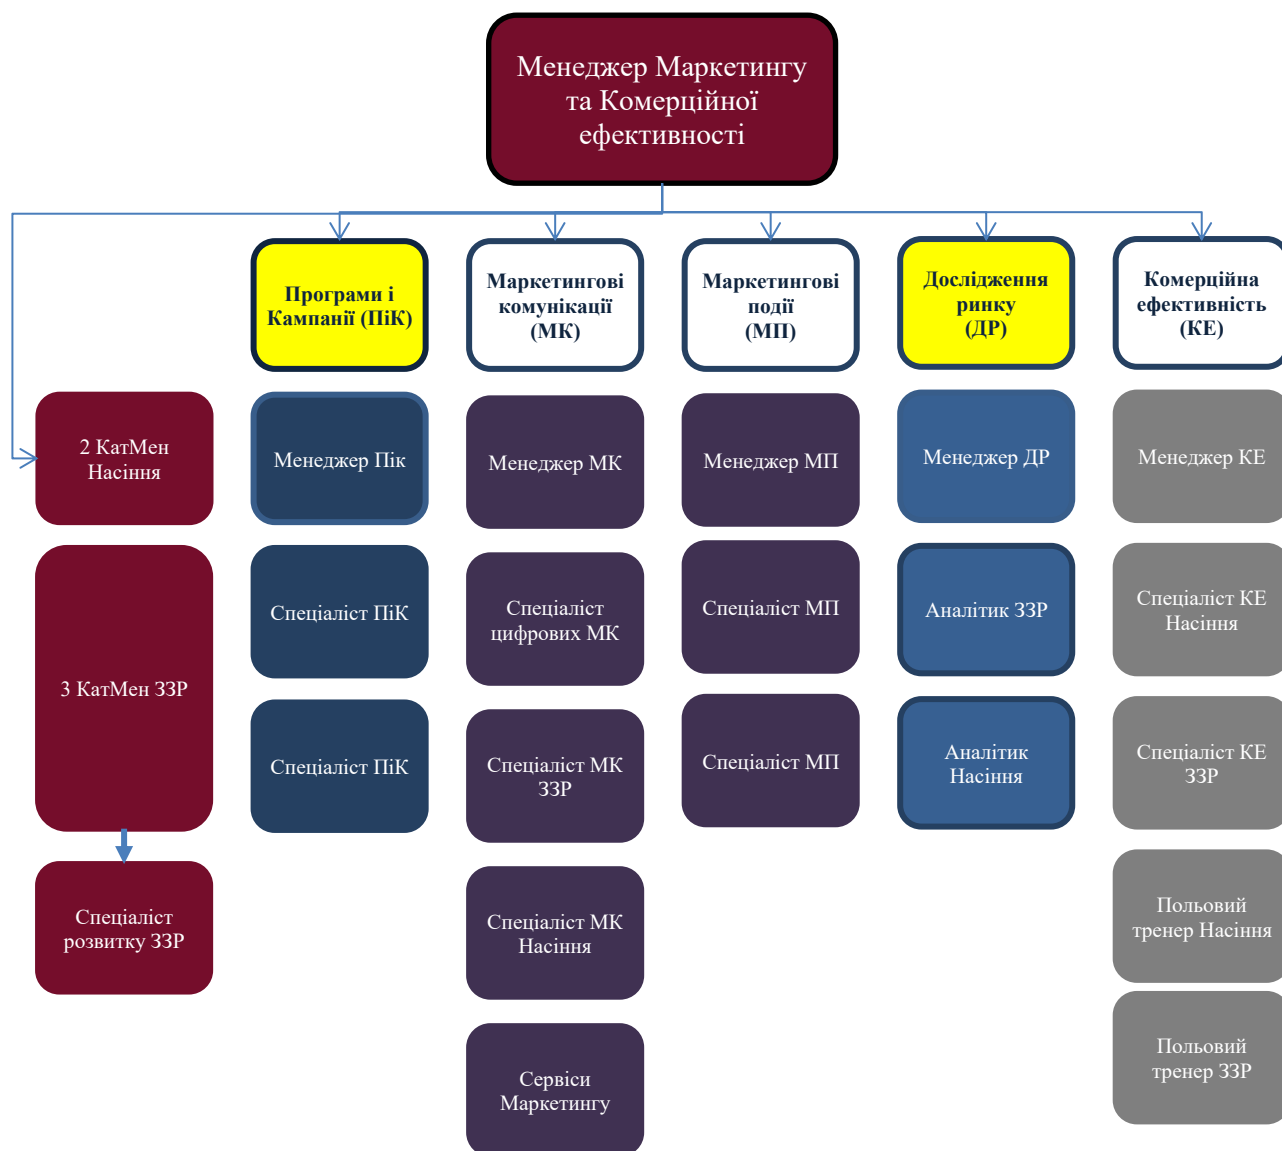 Менеджер Маркетингу
та Комерційної
ефективності
Програми і
Кампанії (ПіК)
Маркетингові
комунікації
(МК)
Маркетингові
події
(МП)
Дослідження
ринку
(ДР)
Комерційна
ефективність
(КЕ)
2 КатМен
Насіння
Менеджер Пік
Менеджер МК
Менеджер МП
Менеджер ДР
Менеджер КЕ
3 КатМен ЗЗР
Спеціаліст ПіК
Спеціаліст
цифрових МК
Спеціаліст МП
Аналітик ЗЗР
Спеціаліст КЕ
Насіння
Спеціаліст ПіК
Спеціаліст МК
ЗЗР
Спеціаліст МП
Аналітик
Насіння
Спеціаліст КЕ
ЗЗР
Спеціаліст
розвитку ЗЗР
Спеціаліст МК
Насіння
Польовий
тренер Насіння
Сервіси
Маркетингу
Польовий
тренер ЗЗР